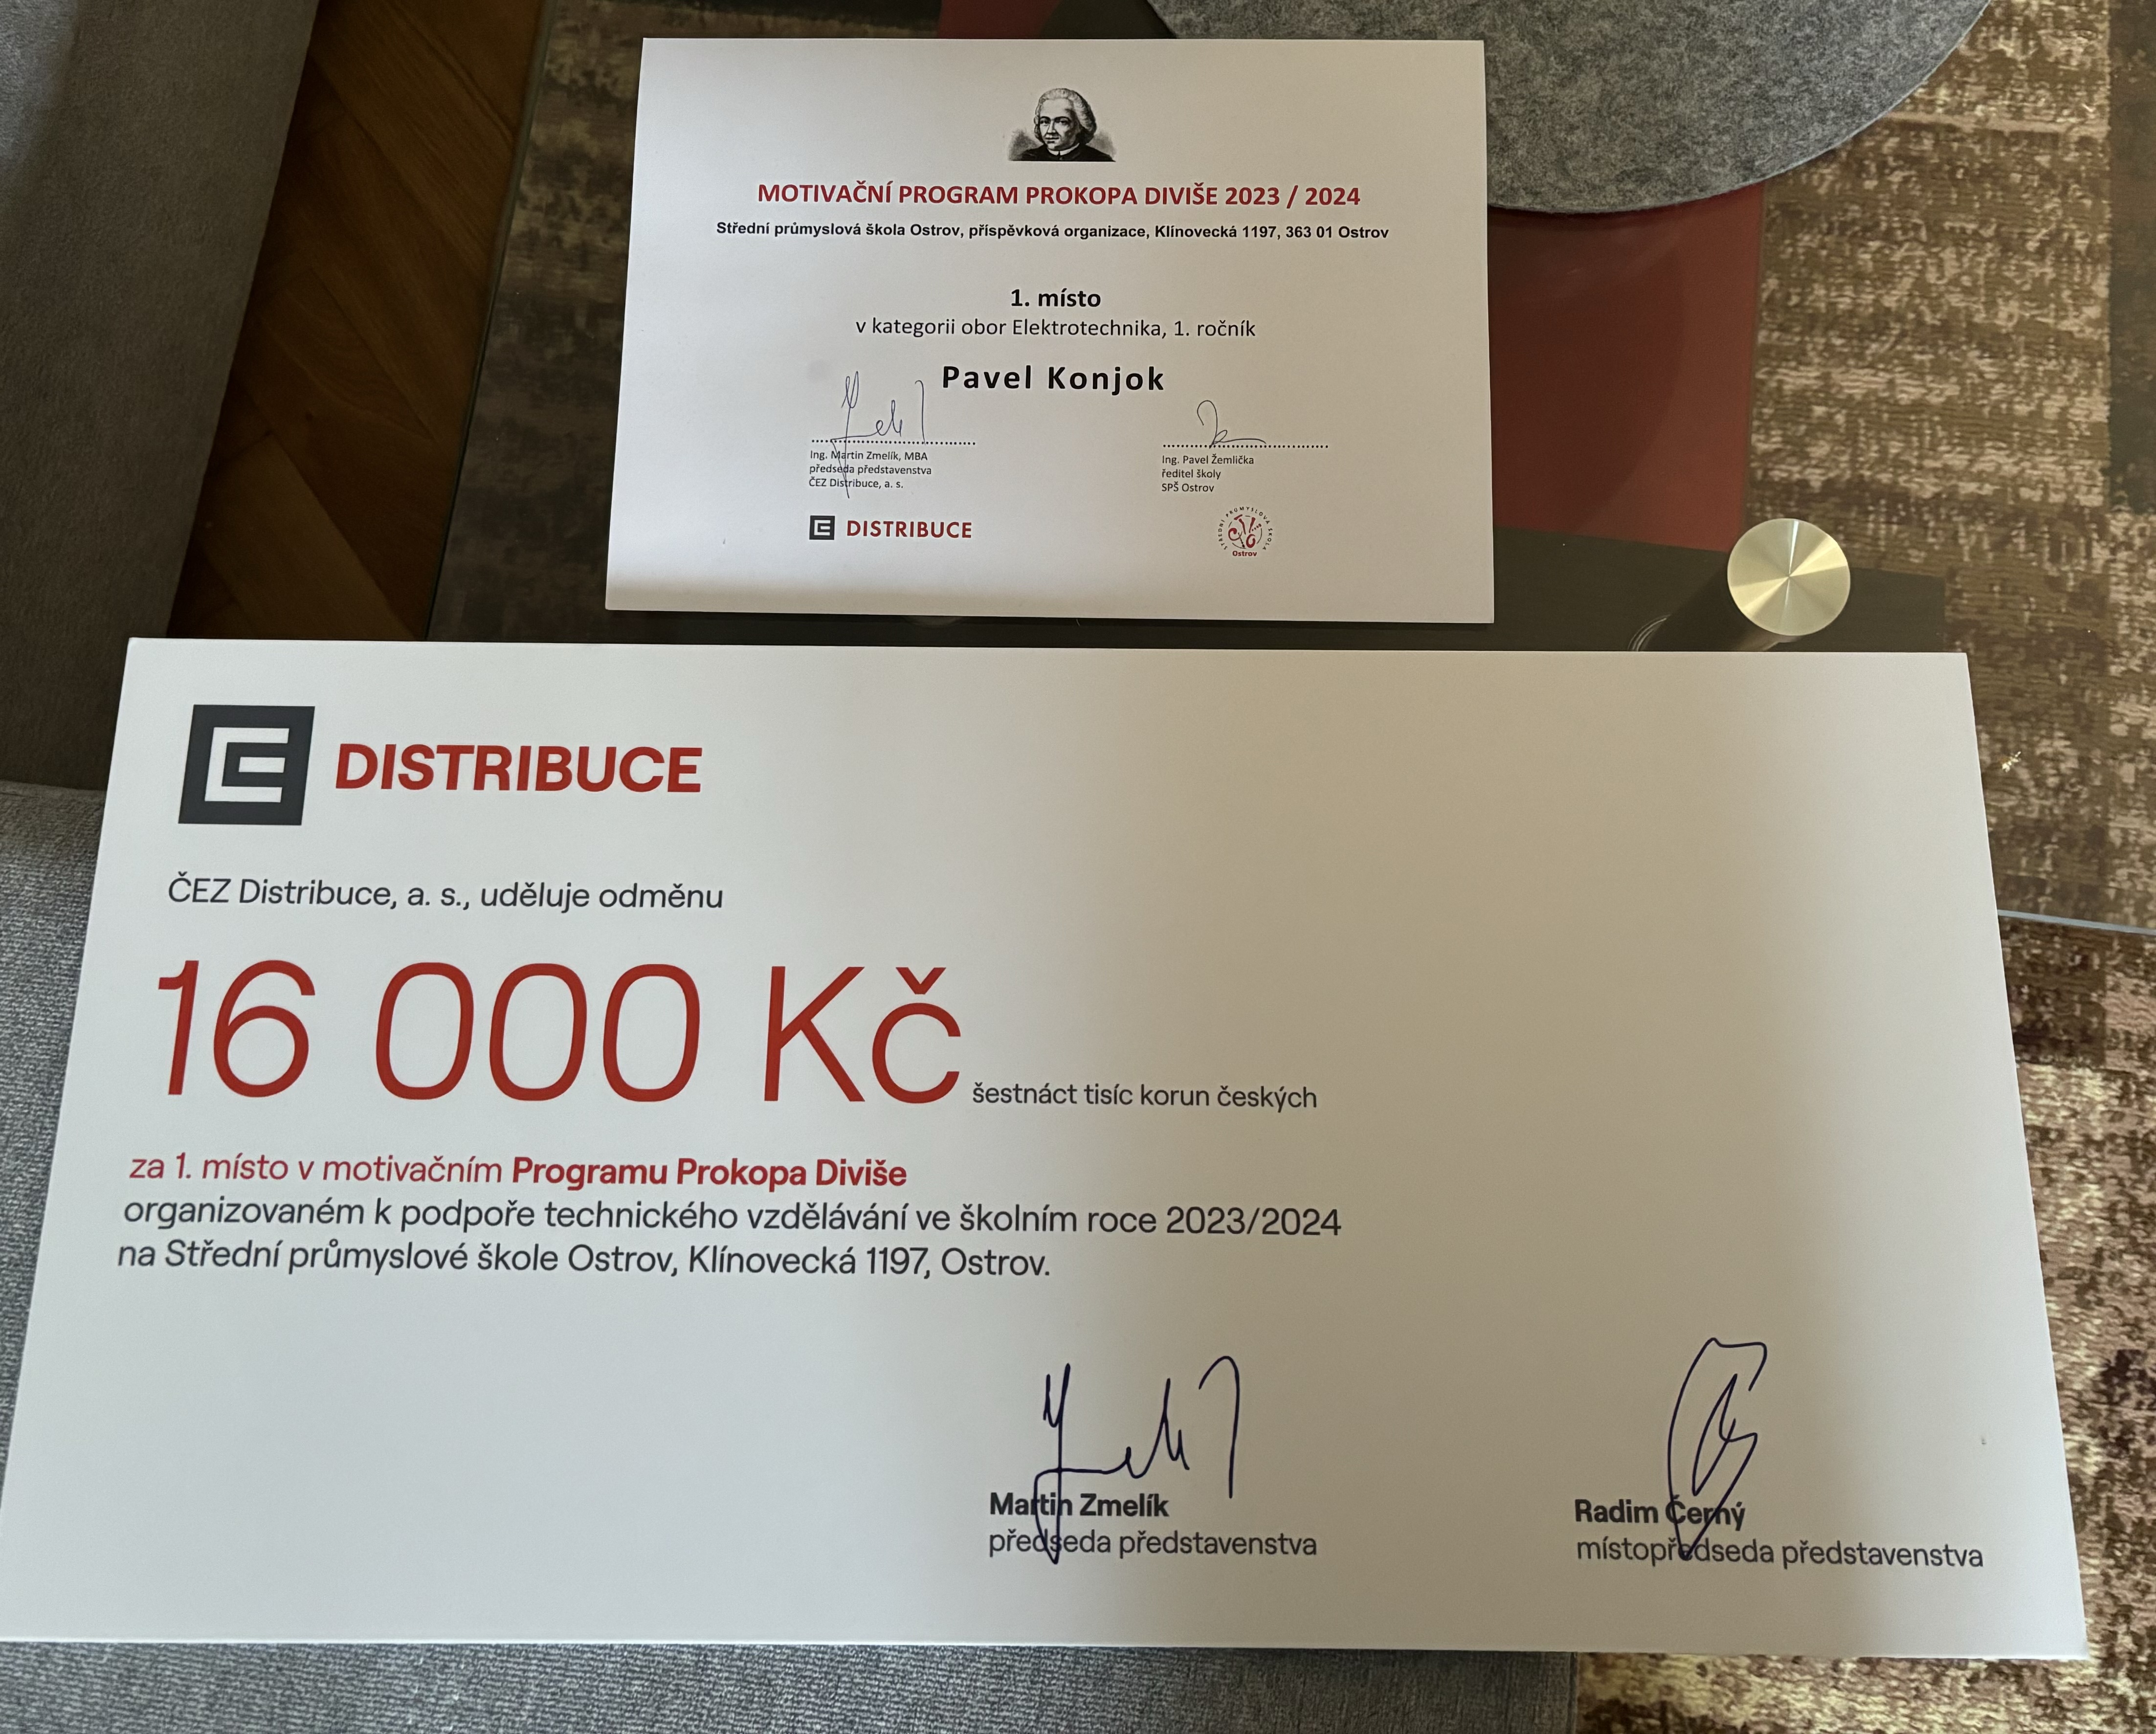 MOTIVAČNÍ PROGRAM PROKOPA DIVIŠE 2023 / 2024
Střední průmyslová škola Ostrov, příspěvková organizace, Klínovecká 1197, 363 01 Ostrov
1. místo
v kategorii obor Elektrotechnika, 1. ročník
Pavel Konjok
Ing. Martin Zmelík, MBA
předseda představenstva
ČEZ Distribuce, a. s.
Ing. Pavel Žemlička
ředitel školy
SPŠ Ostrov
DISTRIBUCE
STŘEDNÍ PRŮMYSLOVÁ ŠKOLA
Ostrov
DISTRIBUCE
ČEZ Distribuce, a. s., uděluje odměnu
16 000 Kč šestnáct tisíc korun českých
za 1. místo v motivačním Programu Prokopa Diviše
organizovaném k podpoře technického vzdělávání ve školním roce 2023/2024
na Střední průmyslové škole Ostrov, Klínovecká 1197, Ostrov.
Martin Zmelík
předseda představenstva
Radim Černý
místopředseda představenstva